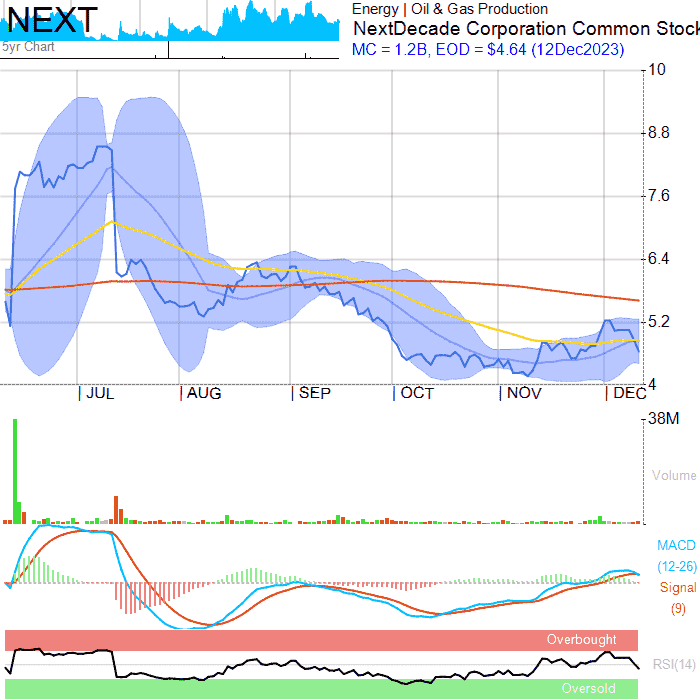 NEXT
5yr Chart
Energy | Oil & Gas Production
NextDecade Corporation Common Stock
MC = 1.2B, EOD = $4.64 (12Dec2023)
10
8.8
7.6
6.4
5.2
4
JUL
AUG
SEP
OCT
NOV
DEC
38M
Volume
MACD
(12-26)
Signal
(9)
Overbought
RSI(14)
Oversold